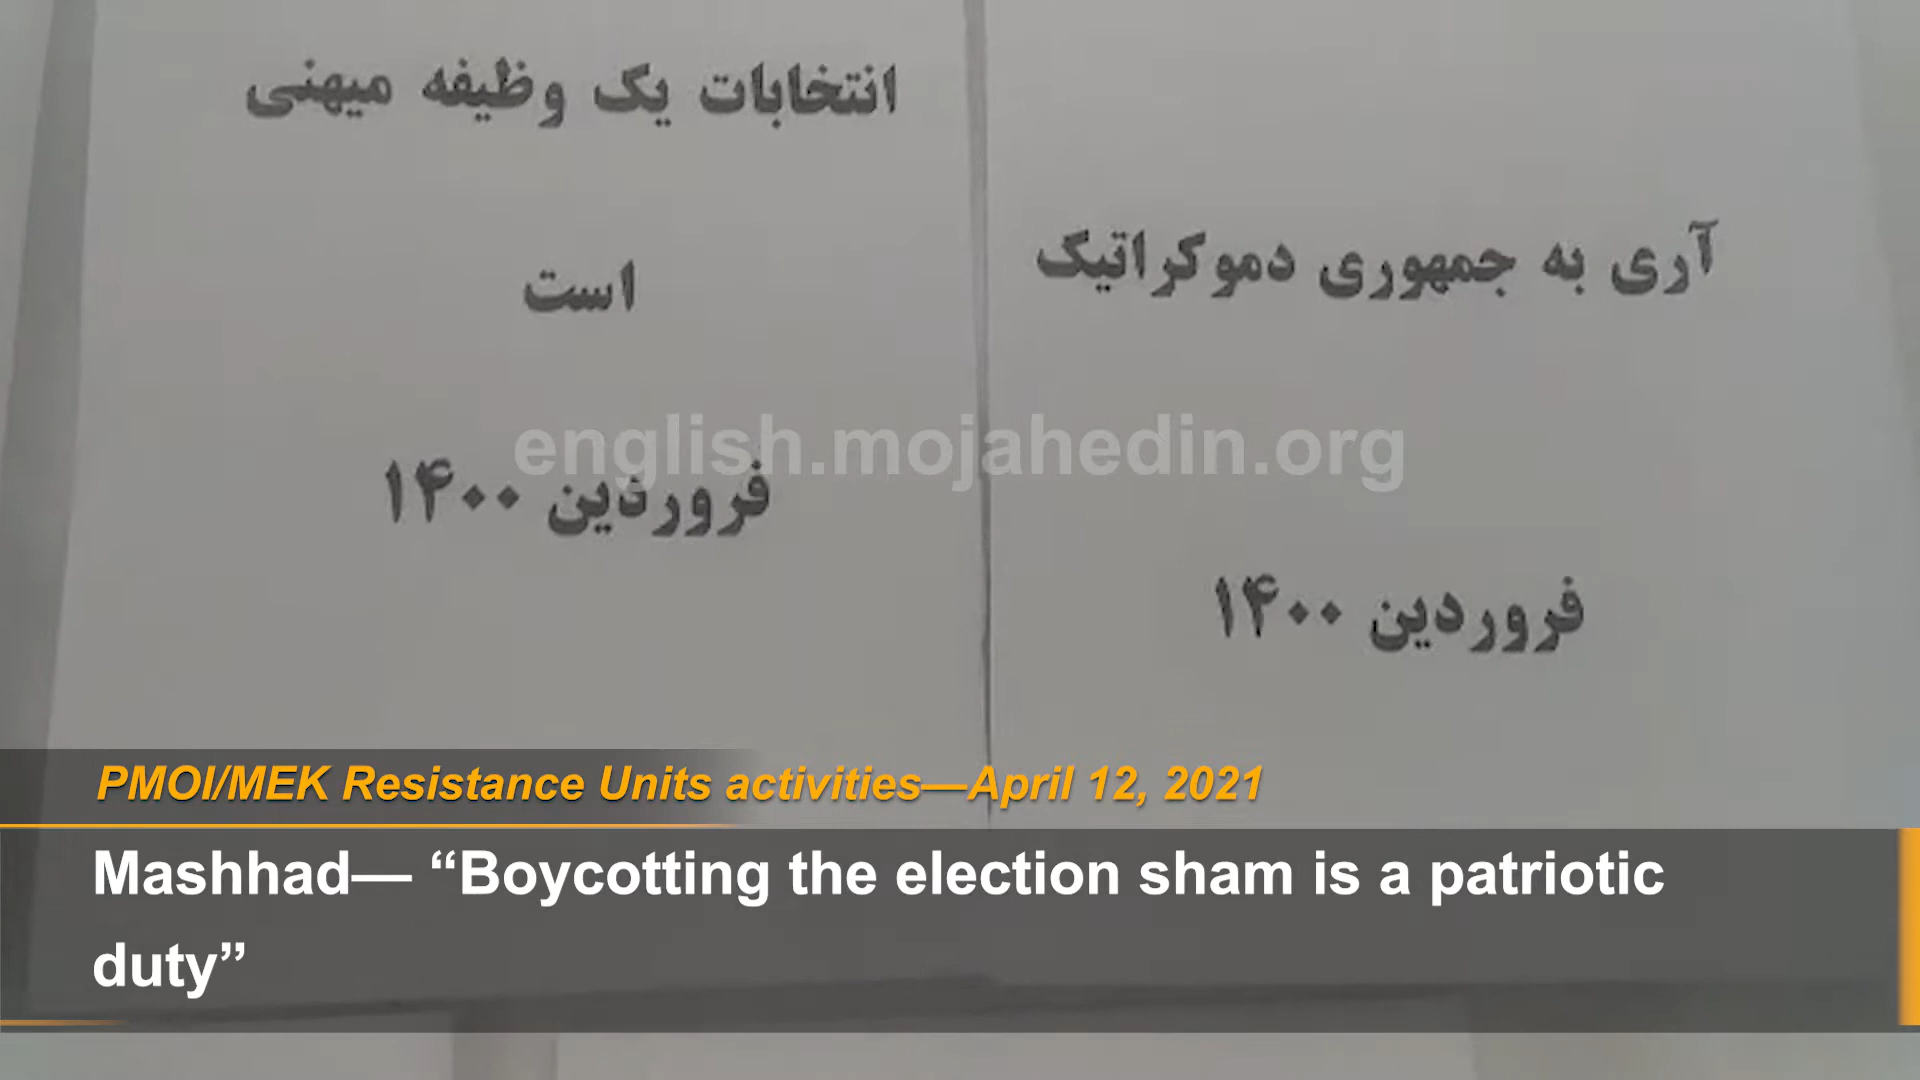 آری به جمهوری دموکراتیک
فروردین ۱۴۰۰
انتخابات یک وظیفه میهنی
است
فروردین ۱۴۰۰
english.mojahedin.org
PMOI/MEK Resistance Units activities—April 12, 2021
Mashhad— “Boycotting the election sham is a patriotic
duty”